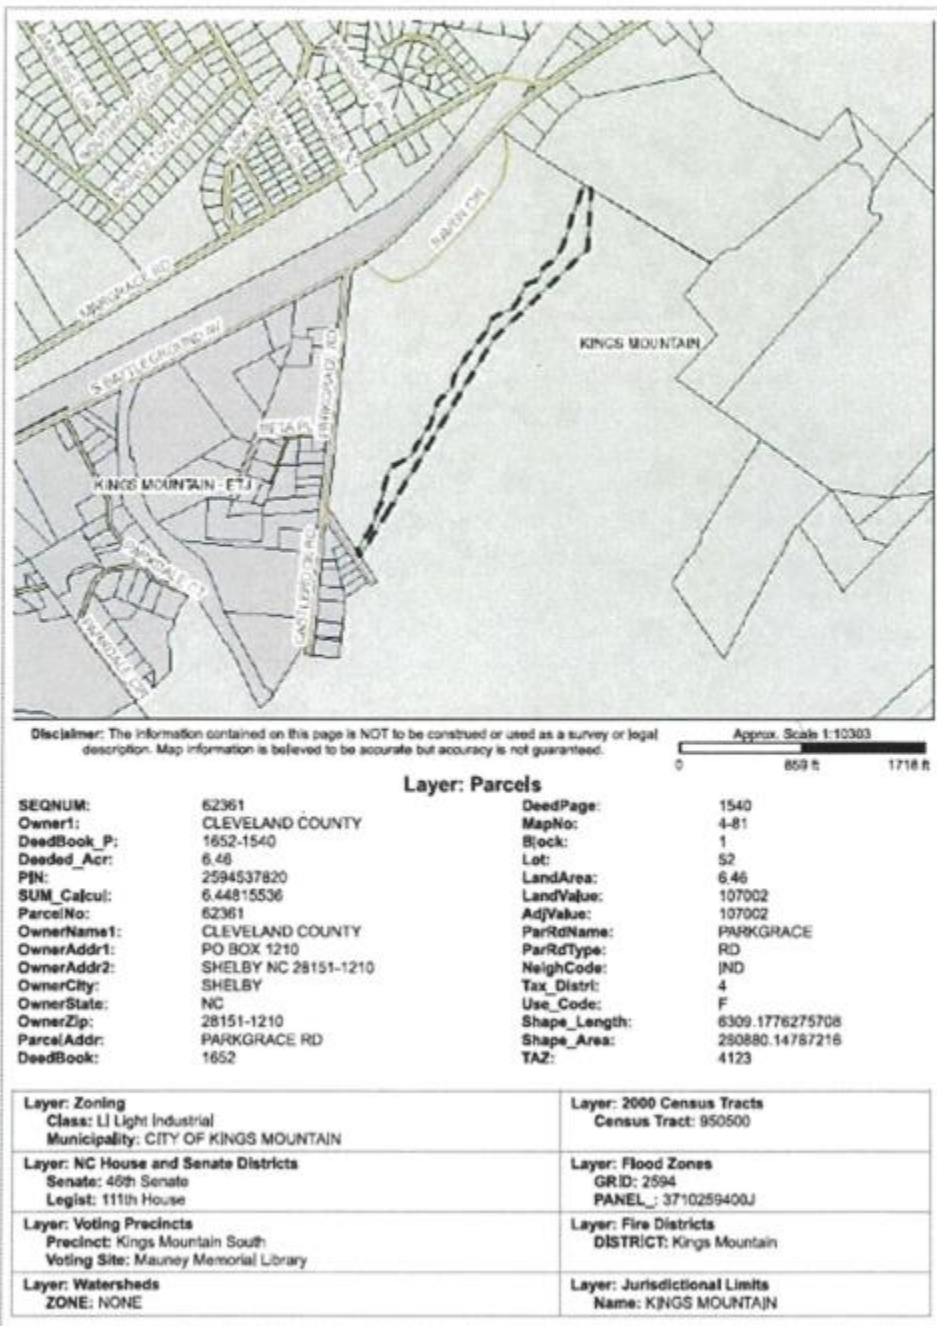 MARGRACE RD
S BATTLEGROUND AV
RAVEN CIR
PARKGRACE RD
BETA PL
KINGS MOUNTAIN
KINGS MOUNTAIN - ETJ
PARKDALE CT
PARKDALE CIR
CASTLEROCK RD
Disclaimer: The information contained on this page is NOT to be construed or used as a survey or legal
description. Map information is believed to be accurate but accuracy is not guaranteed.
Approx. Scale 1:10303
0 859 ft 1718 ft
Layer: Parcels
SEQNUM: 62361 DeedPage: 1540
Owner1: CLEVELAND COUNTY MapNo: 4-81
DeedBook_P: 1652-1540 Block: 1
Deeded_Acr: 6.46 Lot: 52
PIN: 2594537820 LandArea: 6.46
SUM_Calcul: 6.44815536 LandValue: 107002
ParcelNo: 62361 AdjValue: 107002
OwnerName1: CLEVELAND COUNTY ParRdName: PARKGRACE
OwnerAddr1: PO BOX 1210 ParRdType: RD
OwnerAddr2: SHELBY NC 28151-1210 NeighCode: IND
OwnerCity: SHELBY Tax_Distri: 4
OwnerState: NC Use_Code: F
OwnerZip: 28151-1210 Shape_Length: 6309.1776275708
ParcelAddr: PARKGRACE RD Shape_Area: 280880.14787216
DeedBook: 1652 TAZ: 4123
Layer: Zoning
Class: LI Light Industrial
Municipality: CITY OF KINGS MOUNTAIN
Layer: 2000 Census Tracts
Census Tract: 950500
Layer: NC House and Senate Districts
Senate: 46th Senate
Legist: 111th House
Layer: Flood Zones
GRID: 2594
PANEL_: 3710259400J
Layer: Voting Precincts
Precinct: Kings Mountain South
Voting Site: Mauney Memorial Library
Layer: Fire Districts
DISTRICT: Kings Mountain
Layer: Watersheds
ZONE: NONE
Layer: Jurisdictional Limits
Name: KINGS MOUNTAIN